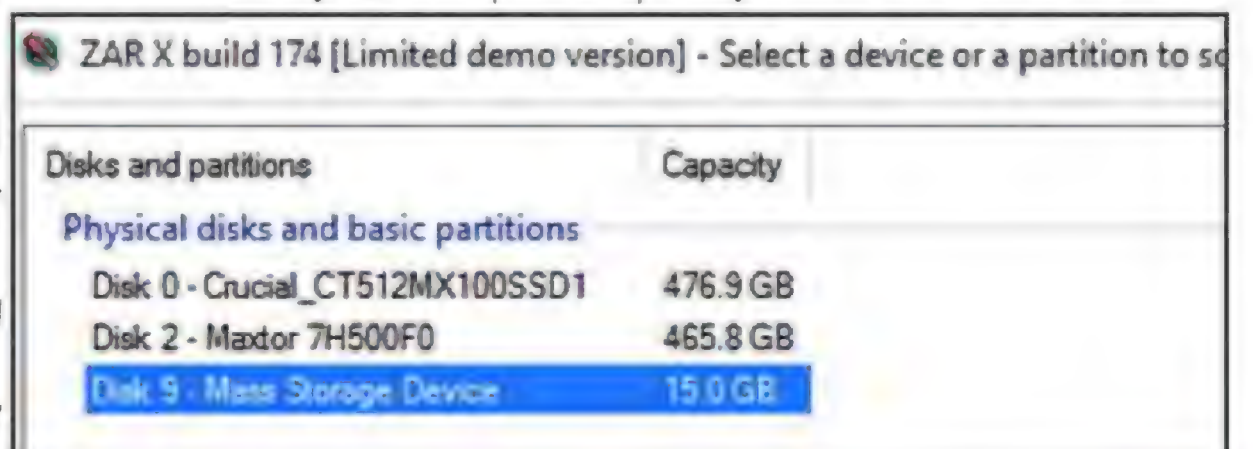 ZAR X build 174 [Limited demo version] - Select a device or a partition to sc
Disks and partitions Capacity
Physical disks and basic partitions
Disk 0 - Crucial_CT512MX100SSD1 476.9 GB
Disk 2 - Maxtor 7H500F0 465.8 GB
Disk 9 - Mass Storage Device 15.0 GB